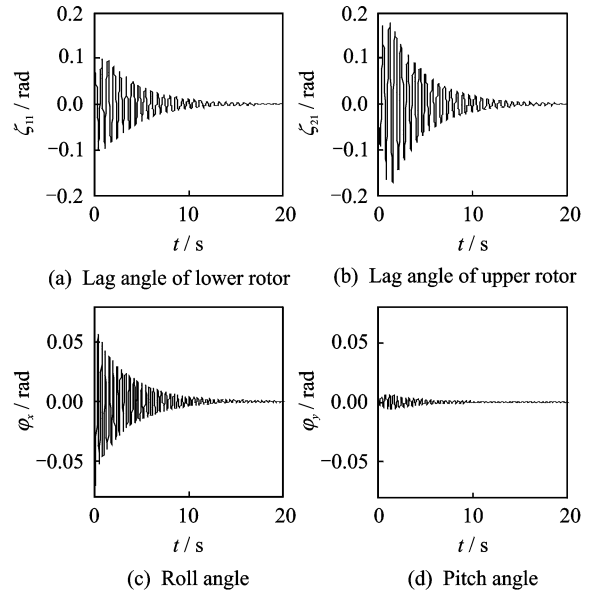 0.2
0.1
0.0
−0.1
−0.2
ζ₁₁ / rad
0 10 20
t / s
(a) Lag angle of lower rotor
0.2
0.1
0.0
−0.1
−0.2
ζ₂₁ / rad
0 10 20
t / s
(b) Lag angle of upper rotor
0.05
0.00
−0.05
φₓ / rad
0 10 20
t / s
(c) Roll angle
0.05
0.00
−0.05
φᵧ / rad
0 10 20
t / s
(d) Pitch angle